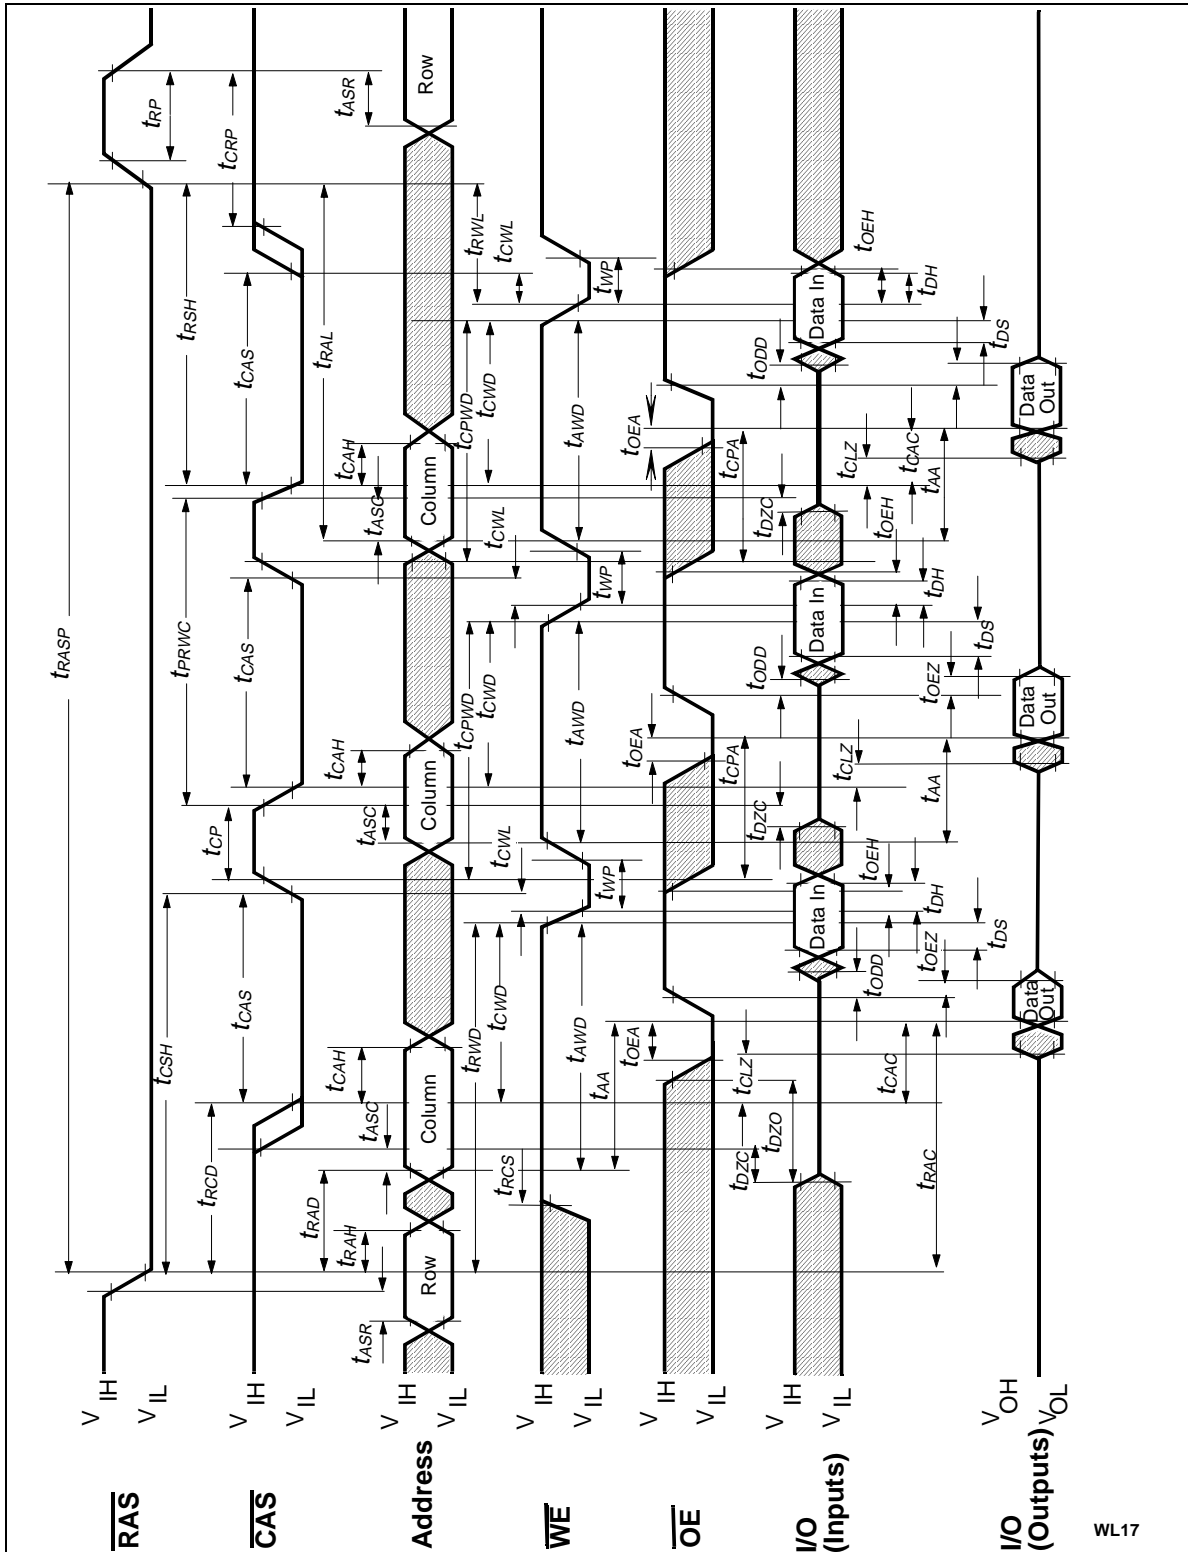 RAS
V IH
V IL
tRASP
tRP
CAS
V IH
V IL
tRCD
tCSH
tCAS
tCP
tPRWC
tCAS
tRSH
tCAS
tCRP
Address
V IH
V IL
tASR
tRAH
tRAD
tASC
tCAH
tASC
tCAH
tASC
tRAL
tCAH
tASR
Row
Column
Column
Column
Row
WE
V IH
V IL
tRCS
tRWD
tCWD
tAWD
tCWL
tWP
tCPWD
tCWD
tAWD
tCWL
tWP
tCPWD
tCWD
tAWD
tRWL
tCWL
tWP
OE
V IH
V IL
tAA
tOEA
tOEA
tCPA
tOEA
tCPA
I/O
(Inputs)
V IH
V IL
tDZC
tDZO
tCLZ
tODD
Data In
tDZC
tODD
Data In
tDZC
tODD
Data In
tRAC
tCAC
tOEZ
tDS
tDH
tOEH
tAA
tCLZ
tOEZ
tDS
tDH
tOEH
tAA
tCAC
tCLZ
tDS
tDH
tOEH
I/O
(Outputs)
V OH
V OL
Data
Out
Data
Out
Data
Out
WL17